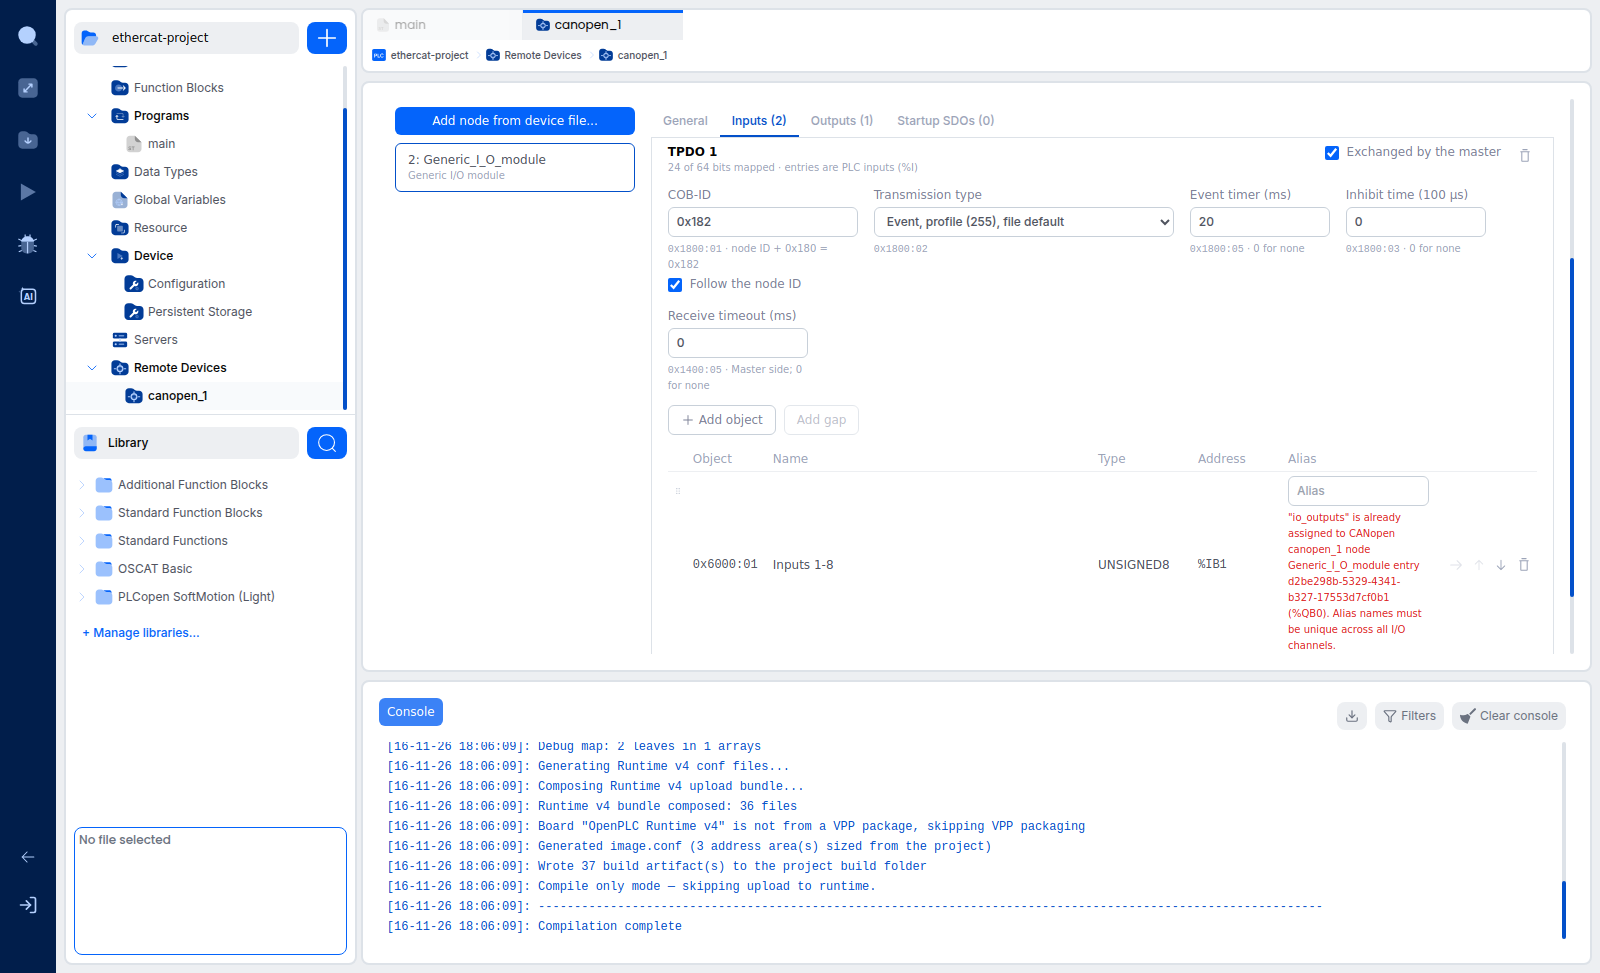 ethercat-project
Function Blocks
Programs
main
Data Types
Global Variables
Resource
Device
Configuration
Persistent Storage
Servers
Remote Devices
canopen_1
Library
Additional Function Blocks
Standard Function Blocks
Standard Functions
OSCAT Basic
PLCopen SoftMotion (Light)
+ Manage libraries...
No file selected
AI
main
canopen_1
PLC ethercat-project
Remote Devices
canopen_1
Add node from device file...
2: Generic_I_O_module
Generic I/O module
General
Inputs (2)
Outputs (1)
Startup SDOs (0)
TPDO 1
24 of 64 bits mapped · entries are PLC inputs (%I)
Exchanged by the master
COB-ID
Transmission type
Event timer (ms)
Inhibit time (100 µs)
0x182
Event, profile (255), file default
20
0
0x1800:01 · node ID + 0x180 =
0x182
0x1800:02
0x1800:05 · 0 for none
0x1800:03 · 0 for none
Follow the node ID
Receive timeout (ms)
0
0x1400:05 · Master side; 0
for none
+ Add object
Add gap
Object
Name
Type
Address
Alias
0x6000:01
Inputs 1-8
UNSIGNED8
%IB1
Alias
"io_outputs" is already
assigned to CANopen
canopen_1 node
Generic_I_O_module entry
d2be298b-5329-4341-
b327-17553d7cf0b1
(%QB0). Alias names must
be unique across all I/O
channels.
Console
Filters
Clear console
[16-11-26 18:06:09]: Debug map: 2 leaves in 1 arrays
[16-11-26 18:06:09]: Generating Runtime v4 conf files...
[16-11-26 18:06:09]: Composing Runtime v4 upload bundle...
[16-11-26 18:06:09]: Runtime v4 bundle composed: 36 files
[16-11-26 18:06:09]: Board "OpenPLC Runtime v4" is not from a VPP package, skipping VPP packaging
[16-11-26 18:06:09]: Generated image.conf (3 address area(s) sized from the project)
[16-11-26 18:06:09]: Wrote 37 build artifact(s) to the project build folder
[16-11-26 18:06:09]: Compile only mode — skipping upload to runtime.
[16-11-26 18:06:09]: -------------------------------------------------------------------------------------------------------------
[16-11-26 18:06:09]: Compilation complete